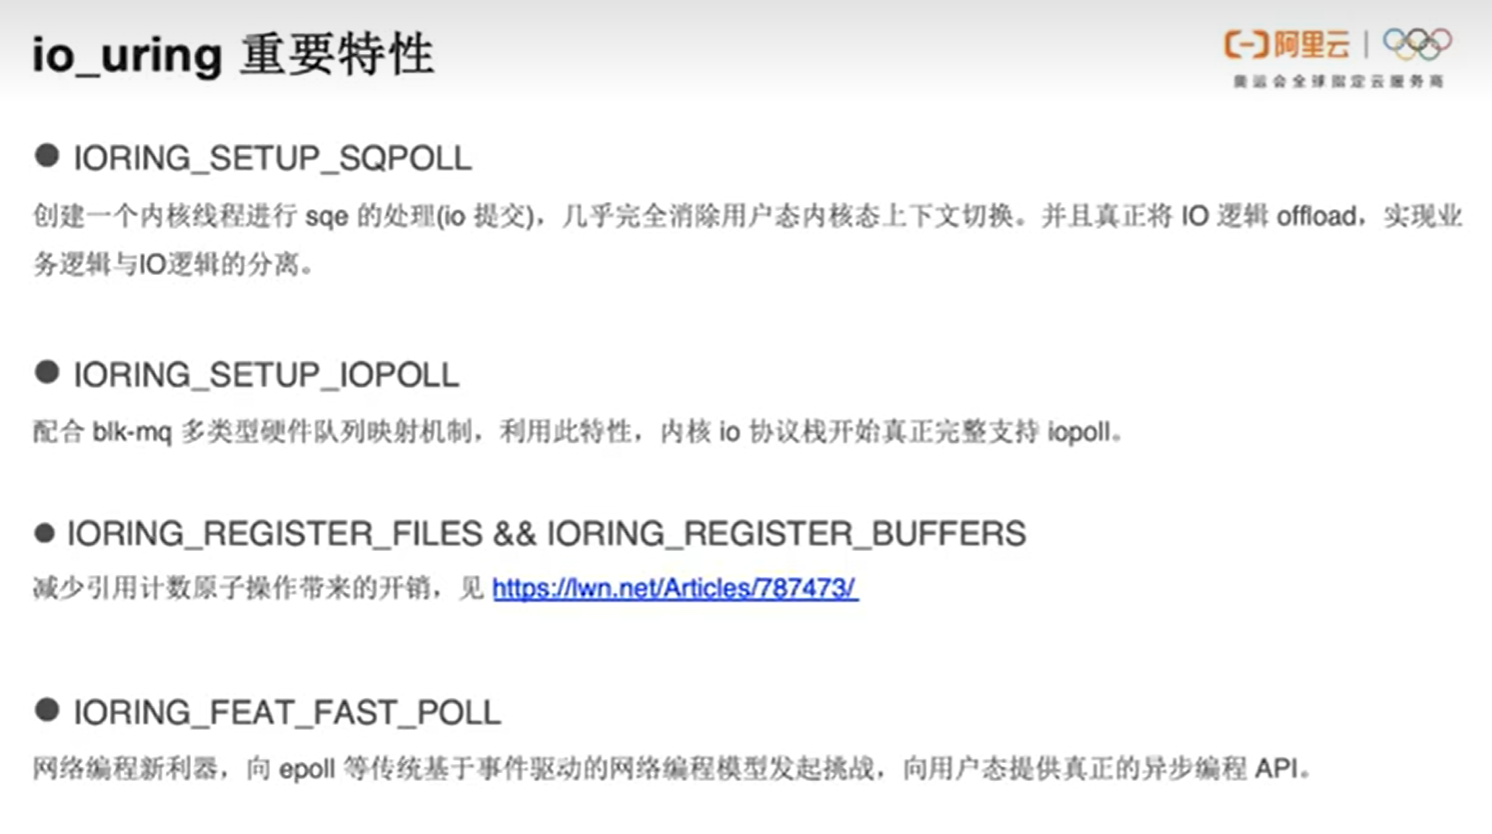 io_uring 重要特性
阿里云
奥运会全球指定云服务商
● IORING_SETUP_SQPOLL
创建一个内核线程进行 sqe 的处理(io 提交)，几乎完全消除用户态内核态上下文切换。并且真正将 IO 逻辑 offload，实现业
务逻辑与IO逻辑的分离。
● IORING_SETUP_IOPOLL
配合 blk-mq 多类型硬件队列映射机制，利用此特性，内核 io 协议栈开始真正完整支持 iopoll。
● IORING_REGISTER_FILES && IORING_REGISTER_BUFFERS
减少引用计数原子操作带来的开销，见 https://lwn.net/Articles/787473/
● IORING_FEAT_FAST_POLL
网络编程新利器，向 epoll 等传统基于事件驱动的网络编程模型发起挑战，向用户态提供真正的异步编程 API。